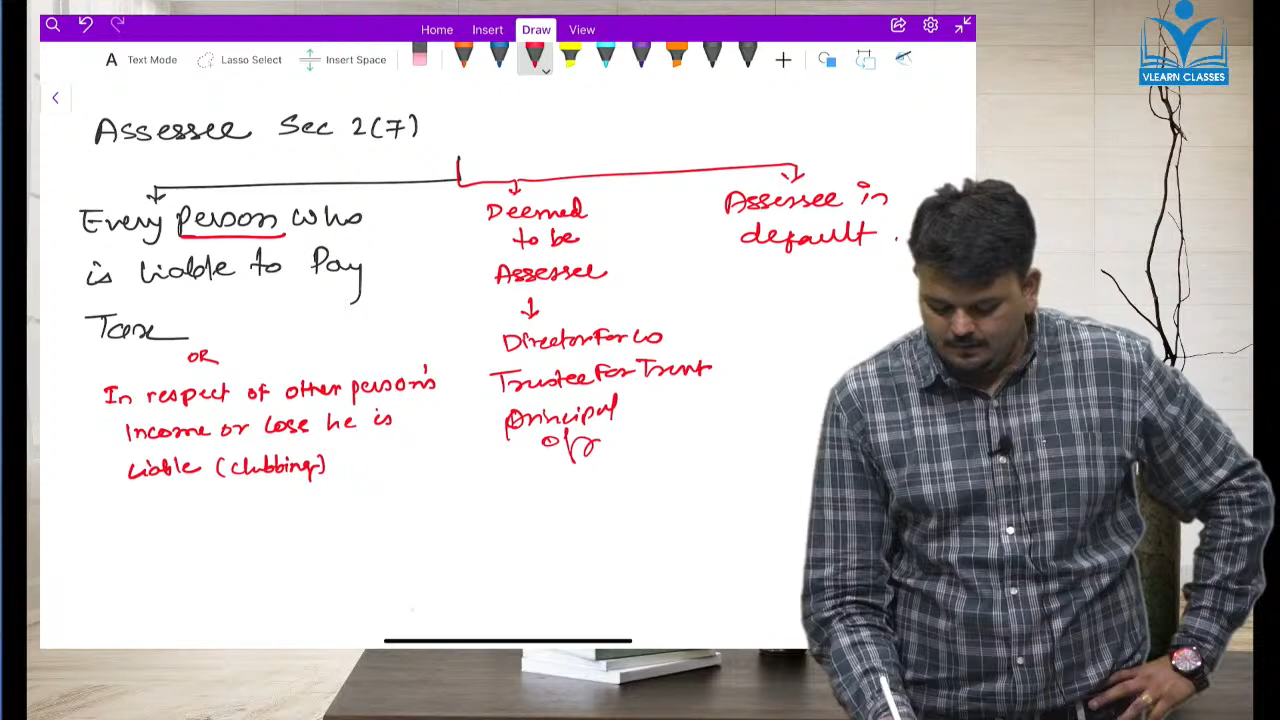 Home Insert Draw View
A Text Mode Lasso Select Insert Space
VLEARN CLASSES
Assessee Sec 2(7)
Every person who
is liable to Pay
Tax
OR
In respect of other person's
Income or Loss he is
liable (clubbing)
Deemed
to be
Assessee
Director For Co
Trustee For Trust
principal
Assessee in
default.